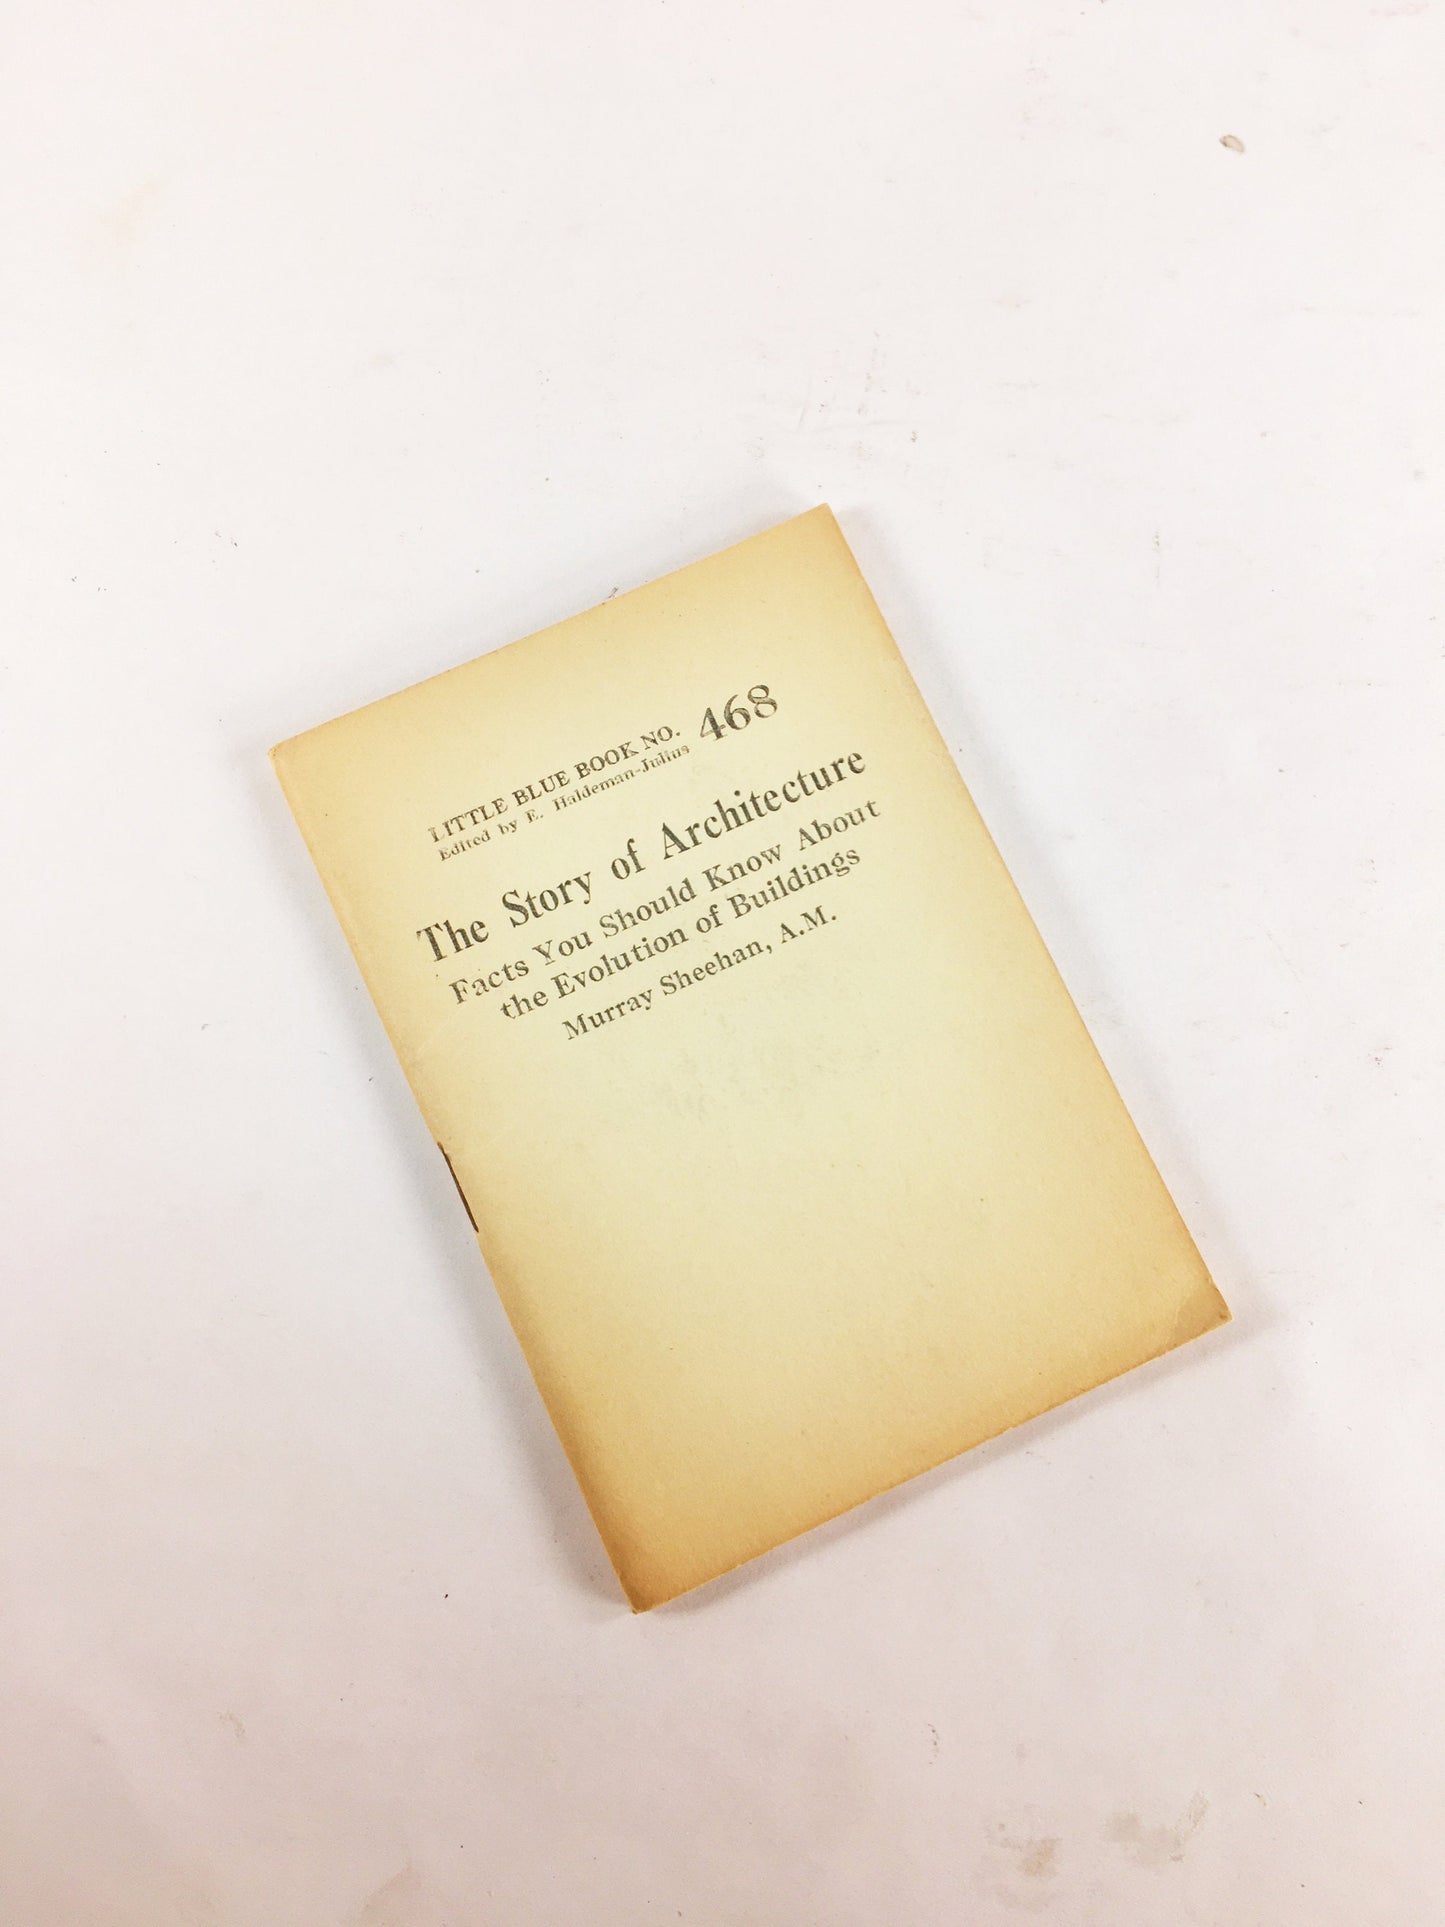 LITTLE BLUE BOOK NO. 468
Edited by E. Haldeman-Julius
The Story of Architecture
Facts You Should Know About
the Evolution of Buildings
Murray Sheehan, A.M.